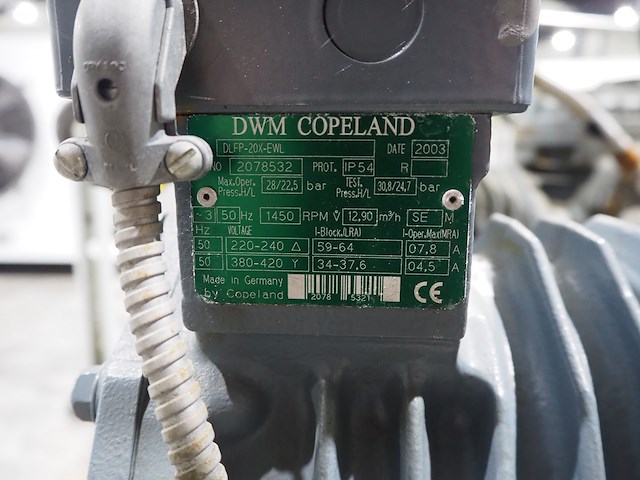 DWM COPELAND
DLFP-20X-EWL DATE 2003
NO 2078532 PROT. IP54 R
Max.Oper. Press.H/L 28/22,5 bar TEST. Press.H/L 30,8/24,7 bar
~ 3 50 Hz 1450 RPM V 12,90 m³/h SE M
Hz VOLTAGE I-Block.(LRA) I-Oper.Max(MRA)
50 220-240 Δ 59-64 07,8 A
50 380-420 Y 34-37,6 04,5 A
Made in Germany
by Copeland
2078 5321
CE